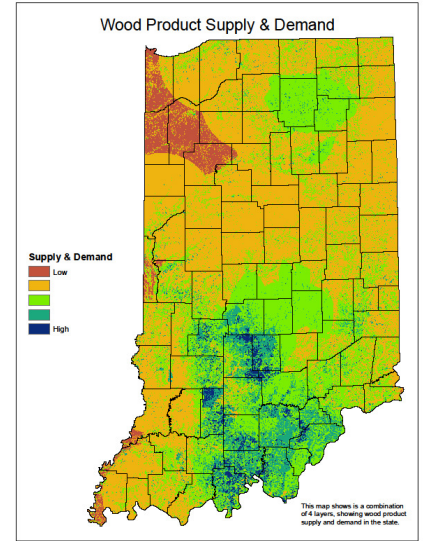 Wood Product Supply & Demand
Supply & Demand
Low
High
This map shows is a combination
of 4 layers, showing wood product
supply and demand in the state.